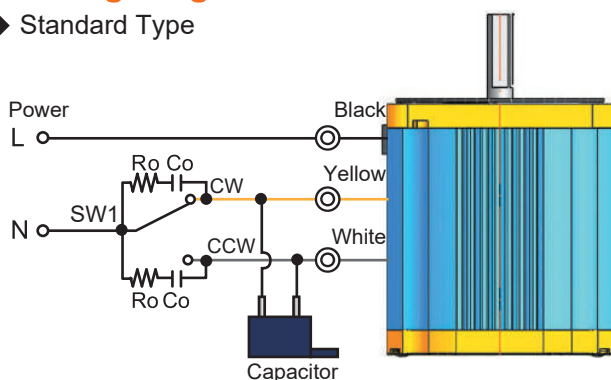 Standard Type
Power
L
Black
Ro Co
CW
Yellow
SW1
N
CCW
White
Ro Co
Capacitor